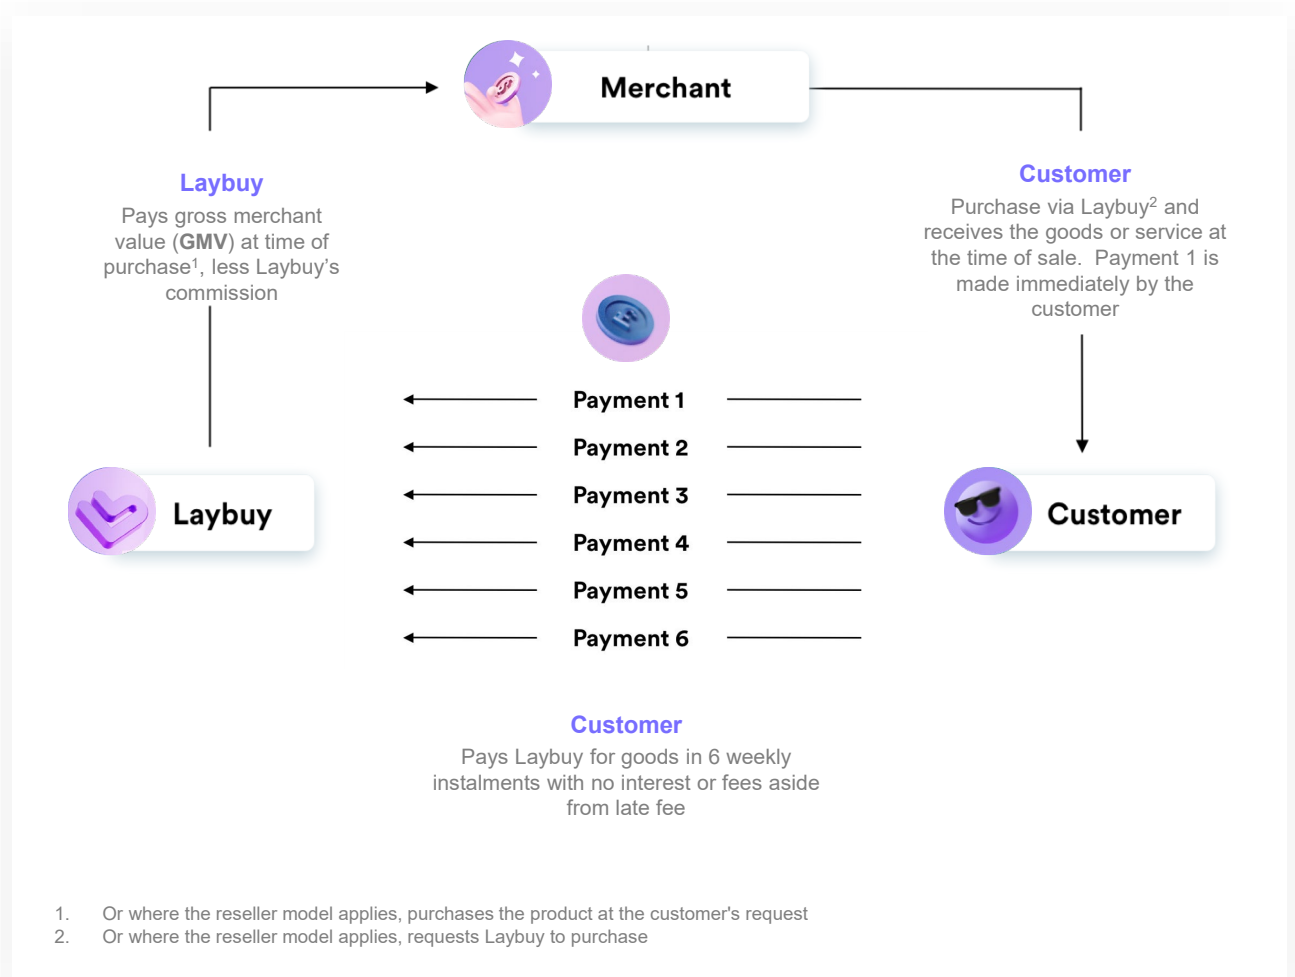 Merchant
Laybuy
Pays gross merchant
value (GMV) at time of
purchase¹, less Laybuy’s
commission
Customer
Purchase via Laybuy² and
receives the goods or service at
the time of sale.  Payment 1 is
made immediately by the
customer
Payment 1
Payment 2
Payment 3
Payment 4
Payment 5
Payment 6
Laybuy
Customer
Customer
Pays Laybuy for goods in 6 weekly
instalments with no interest or fees aside
from late fee
1. Or where the reseller model applies, purchases the product at the customer's request
2. Or where the reseller model applies, requests Laybuy to purchase